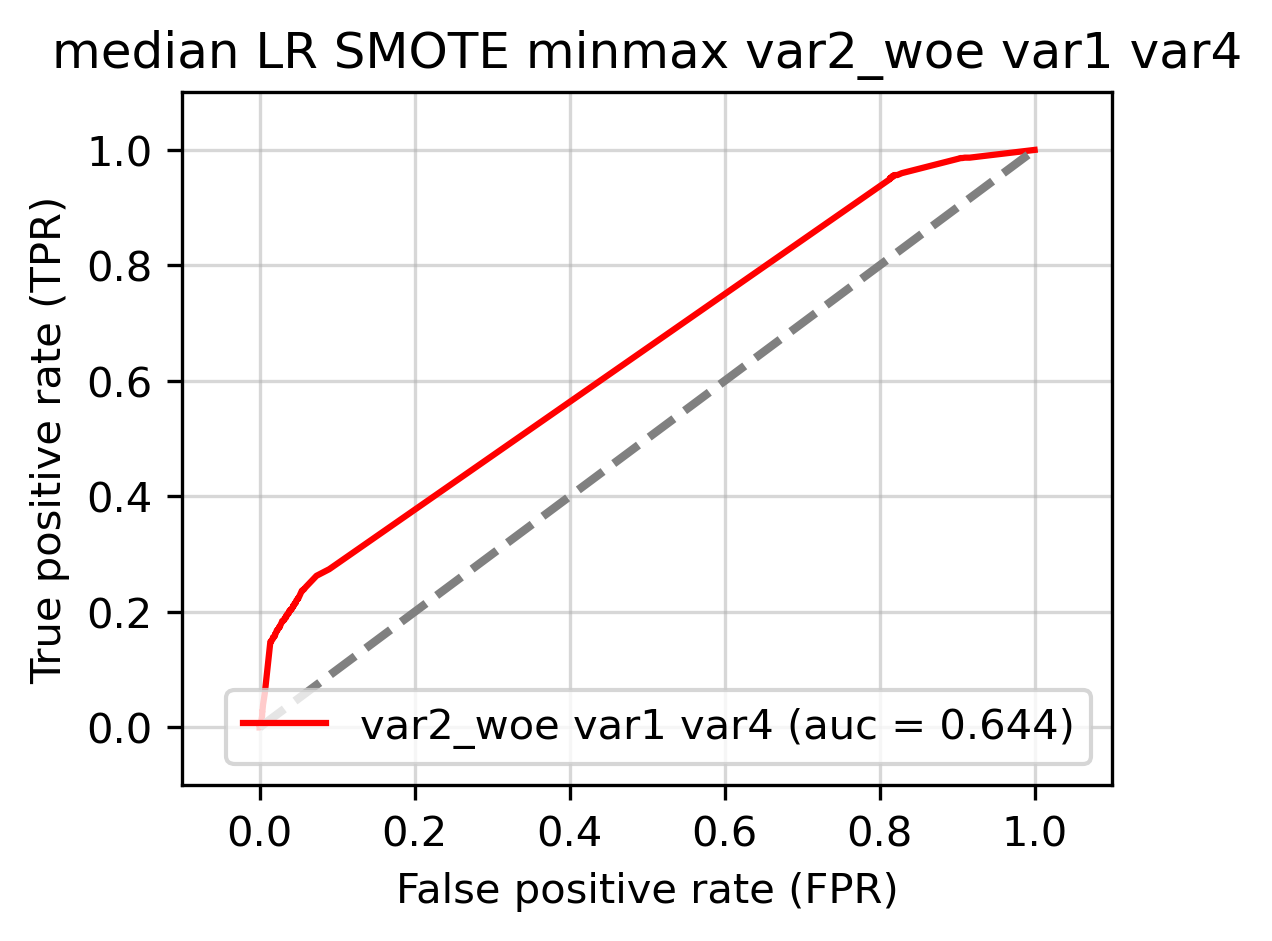 median LR SMOTE minmax var2_woe var1 var4
1.0
0.8
0.6
0.4
0.2
0.0
True positive rate (TPR)
var2_woe var1 var4 (auc = 0.644)
0.0 0.2 0.4 0.6 0.8 1.0
False positive rate (FPR)